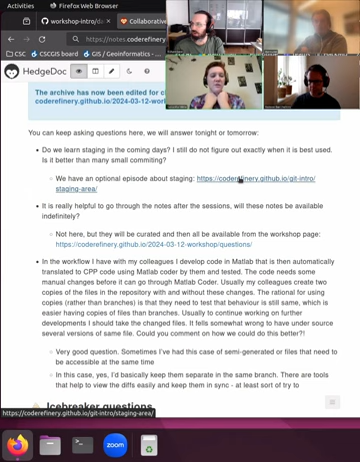 Activities
Firefox Web Browser
workshop-intro/da
Collaborative
https://notes.coderefinery
CSC
CSCGIS board
GIS / Geoinformatics -
HedgeDoc
The archive has now been edited for cl
coderefinery.github.io/2024-03-12-work
You can keep asking questions here, we will answer tonight or tomorrow:
Do we learn staging in the coming days? I still do not figure out exactly when it is best used.
Is it better than many small commiting?
We have an optional episode about staging: https://coderefinery.github.io/git-intro/
staging-area/
It is really helpful to go through the notes after the sessions, will these notes be available
indefinitely?
Not here, but they will be curated and then all be available from the workshop page:
https://coderefinery.github.io/2024-03-12-workshop/questions/
In the workflow I have with my colleagues I develop code in Matlab that is then automatically
translated to CPP code using Matlab coder by them and tested. The code needs some
manual changes before it can go through Matlab Coder. Usually my colleagues create two
copies of the files in the repository with and without these changes. The rational for using
copies (rather than branches) is that they need to test that behaviour is still same, which is
easier having copies of files than branches. Usually to continue working on further
developments I should take the changed files. It fells somewhat wrong to have under source
several versions of same file. Could you comment on how we could do this better?!
Very good question. Sometimes I've had this case of semi-generated or files that need to
be accessible at the same time
In this case, yes, I'd basically keep them separate in the same branch. There are tools
that help to view the diffs easily and keep them in sync - at least sort of try to
Icebreaker questions
https://coderefinery.github.io/git-intro/staging-area/
zoom